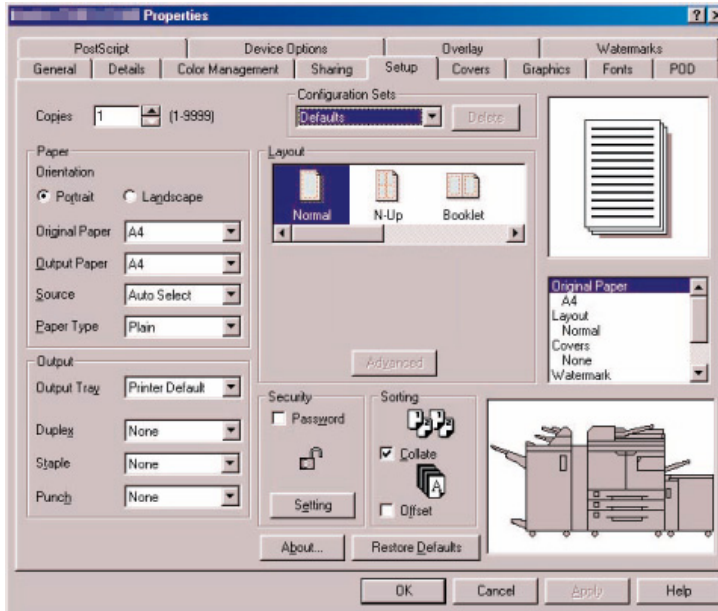 Properties
PostScript Device Options Overlay Watermarks
General Details Color Management Sharing Setup Covers Graphics Fonts POD
Copies 1 (1-9999)
Configuration Sets
Defaults Delete
Paper
Orientation
Portrait Landscape
Original Paper A4
Output Paper A4
Source Auto Select
Paper Type Plain
Layout
Normal N-Up Booklet
Advanced
Original Paper
A4
Layout
Normal
Covers
None
Watermark
Output
Output Tray Printer Default
Duplex None
Staple None
Punch None
Security
Password
Setting
Sorting
Collate
A
Offset
About... Restore Defaults
OK Cancel Apply Help